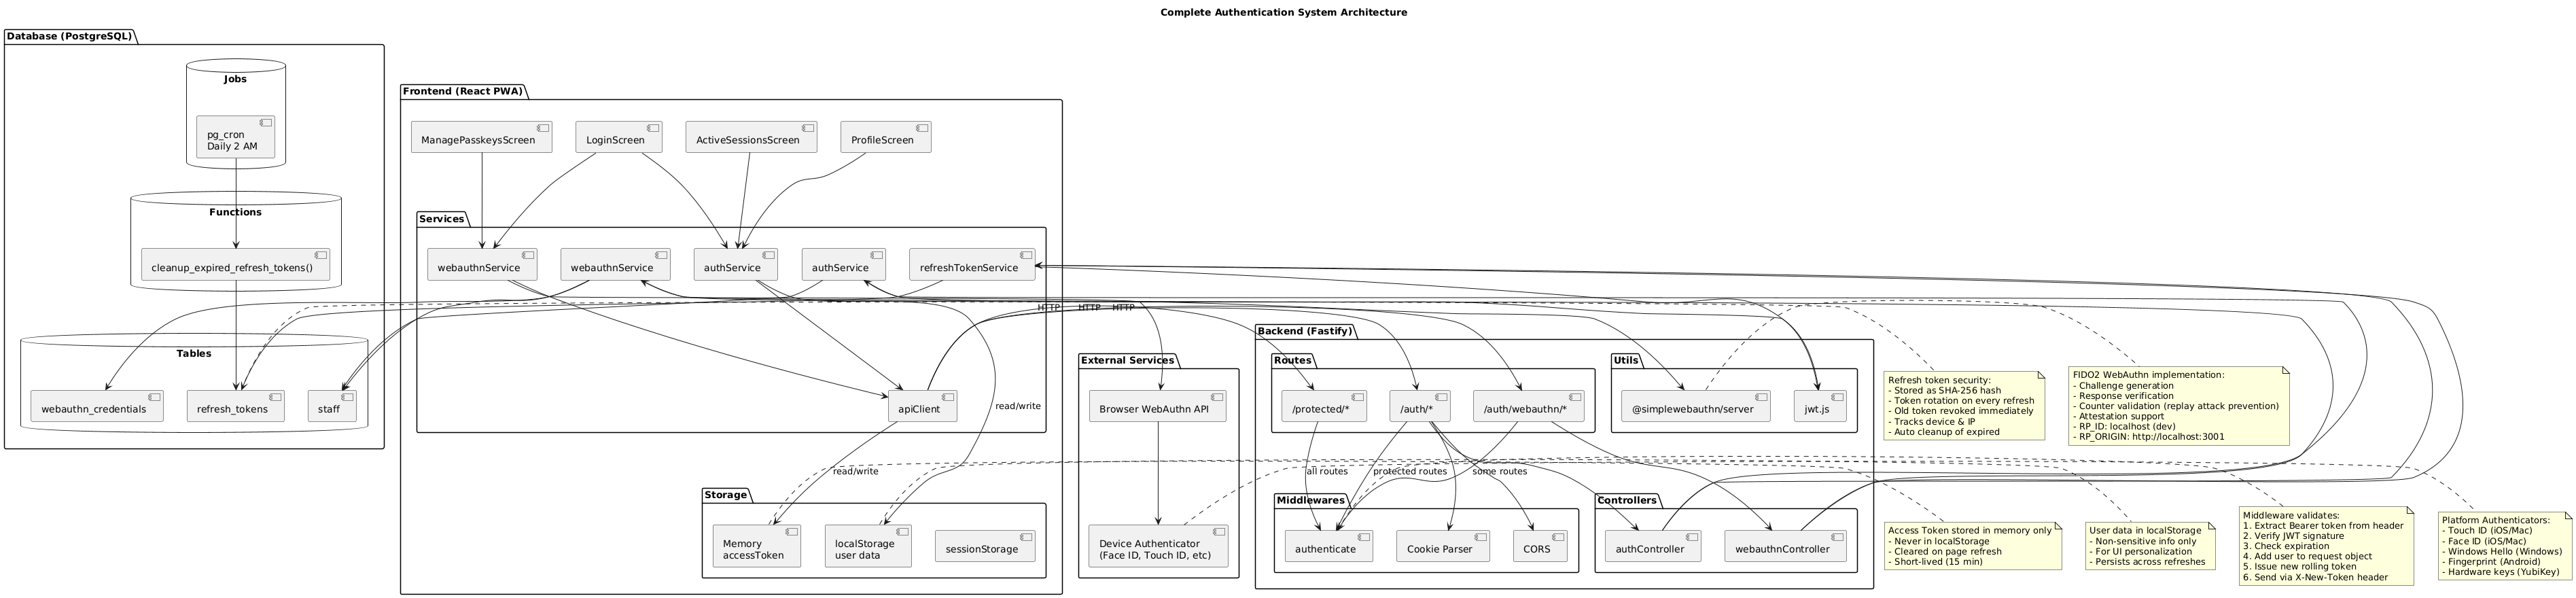 Complete Authentication System Architecture
Database (PostgreSQL)
Jobs
pg_cron
Daily 2 AM
Functions
cleanup_expired_refresh_tokens()
Tables
webauthn_credentials
refresh_tokens
staff
Frontend (React PWA)
ManagePasskeysScreen
LoginScreen
ActiveSessionsScreen
ProfileScreen
Services
webauthnService
webauthnService
authService
authService
refreshTokenService
apiClient
HTTP
HTTP
HTTP
read/write
read/write
Storage
Memory
accessToken
localStorage
user data
sessionStorage
External Services
Browser WebAuthn API
Device Authenticator
(Face ID, Touch ID, etc)
Backend (Fastify)
Routes
/protected/*
/auth/*
/auth/webauthn/*
Utils
@simplewebauthn/server
jwt.js
all routes
protected routes
some routes
Middlewares
authenticate
Cookie Parser
CORS
Controllers
authController
webauthnController
Refresh token security:
- Stored as SHA-256 hash
- Token rotation on every refresh
- Old token revoked immediately
- Tracks device & IP
- Auto cleanup of expired
FIDO2 WebAuthn implementation:
- Challenge generation
- Response verification
- Counter validation (replay attack prevention)
- Attestation support
- RP_ID: localhost (dev)
- RP_ORIGIN: http://localhost:3001
Access Token stored in memory only
- Never in localStorage
- Cleared on page refresh
- Short-lived (15 min)
User data in localStorage
- Non-sensitive info only
- For UI personalization
- Persists across refreshes
Middleware validates:
1. Extract Bearer token from header
2. Verify JWT signature
3. Check expiration
4. Add user to request object
5. Issue new rolling token
6. Send via X-New-Token header
Platform Authenticators:
- Touch ID (iOS/Mac)
- Face ID (iOS/Mac)
- Windows Hello (Windows)
- Fingerprint (Android)
- Hardware keys (YubiKey)